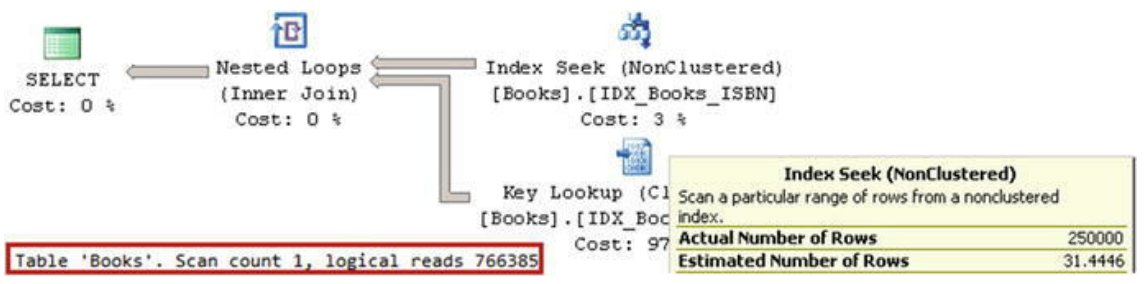 SELECT
Cost: 0 %
Nested Loops
(Inner Join)
Cost: 0 %
Index Seek (NonClustered)
[Books].[IDX_Books_ISBN]
Cost: 3 %
Key Lookup (Cl
[Books].[IDX_Boo
Cost: 97
Index Seek (NonClustered)
Scan a particular range of rows from a nonclustered
index.
Actual Number of Rows 250000
Estimated Number of Rows 31.4446
Table 'Books'. Scan count 1, logical reads 766385